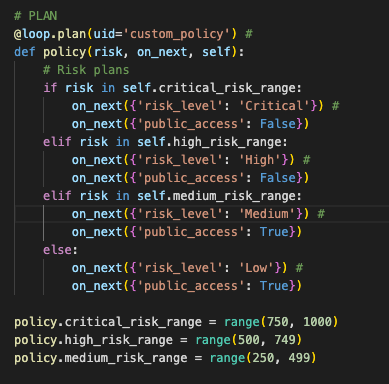 # PLAN
@loop.plan(uid='custom_policy') #
def policy(risk, on_next, self):
    # Risk plans
    if risk in self.critical_risk_range:
        on_next({'risk_level': 'Critical'}) #
        on_next({'public_access': False})
    elif risk in self.high_risk_range:
        on_next({'risk_level': 'High'}) #
        on_next({'public_access': False})
    elif risk in self.medium_risk_range:
        on_next({'risk_level': 'Medium'}) #
        on_next({'public_access': True})
    else:
        on_next({'risk_level': 'Low'}) #
        on_next({'public_access': True})

policy.critical_risk_range = range(750, 1000)
policy.high_risk_range = range(500, 749)
policy.medium_risk_range = range(250, 499)